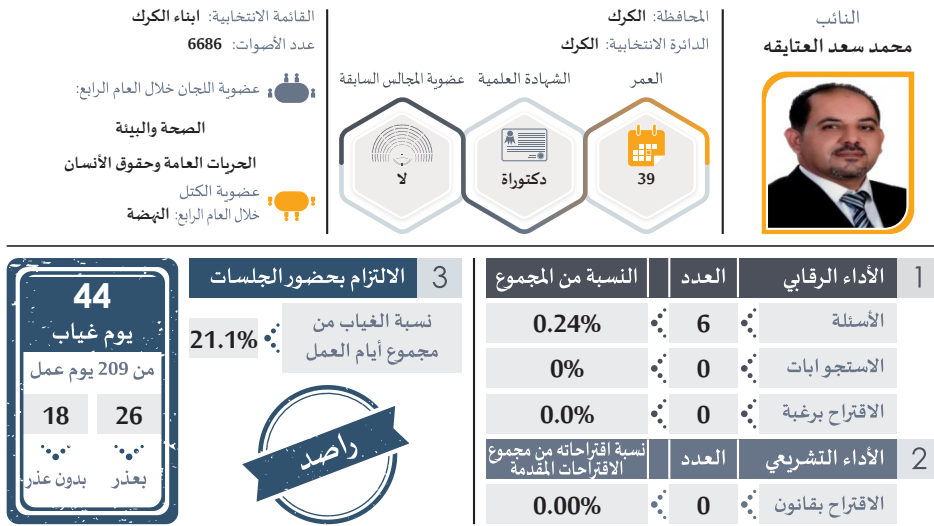 النائب
محمد سعد العتايقه
المحافظة: الكرك
الدائرة الانتخابية: الكرك
العمر
39
الشهادة العلمية
دكتوراة
عضوية المجالس السابقة
لا
القائمة الانتخابية: ابناء الكرك
عدد الأصوات: 6686
عضوية اللجان خلال العام الرابع:
الصحة والبيئة
الحريات العامة وحقوق الأنسان
عضوية الكتل
خلال العام الرابع: النهضة
1 الأداء الرقابي العدد النسبة من المجموع
الأسئلة 6 0.24%
الاستجوابات 0 0%
الاقتراح برغبة 0 0.0%
2 الأداء التشريعي العدد نسبة اقتراحاته من مجموع
الاقتراحات المقدمة
الاقتراح بقانون 0 0.00%
3 الالتزام بحضور الجلسات
نسبة الغياب من
مجموع أيام العمل
21.1%
راصد
44
يوم غياب
من 209 يوم عمل
26 18
بعذر بدون عذر